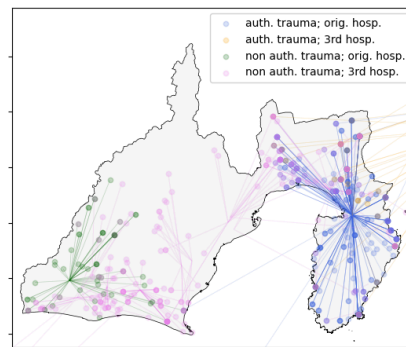 auth. trauma; orig. hosp.
auth. trauma; 3rd hosp.
non auth. trauma; orig. hosp.
non auth. trauma; 3rd hosp.